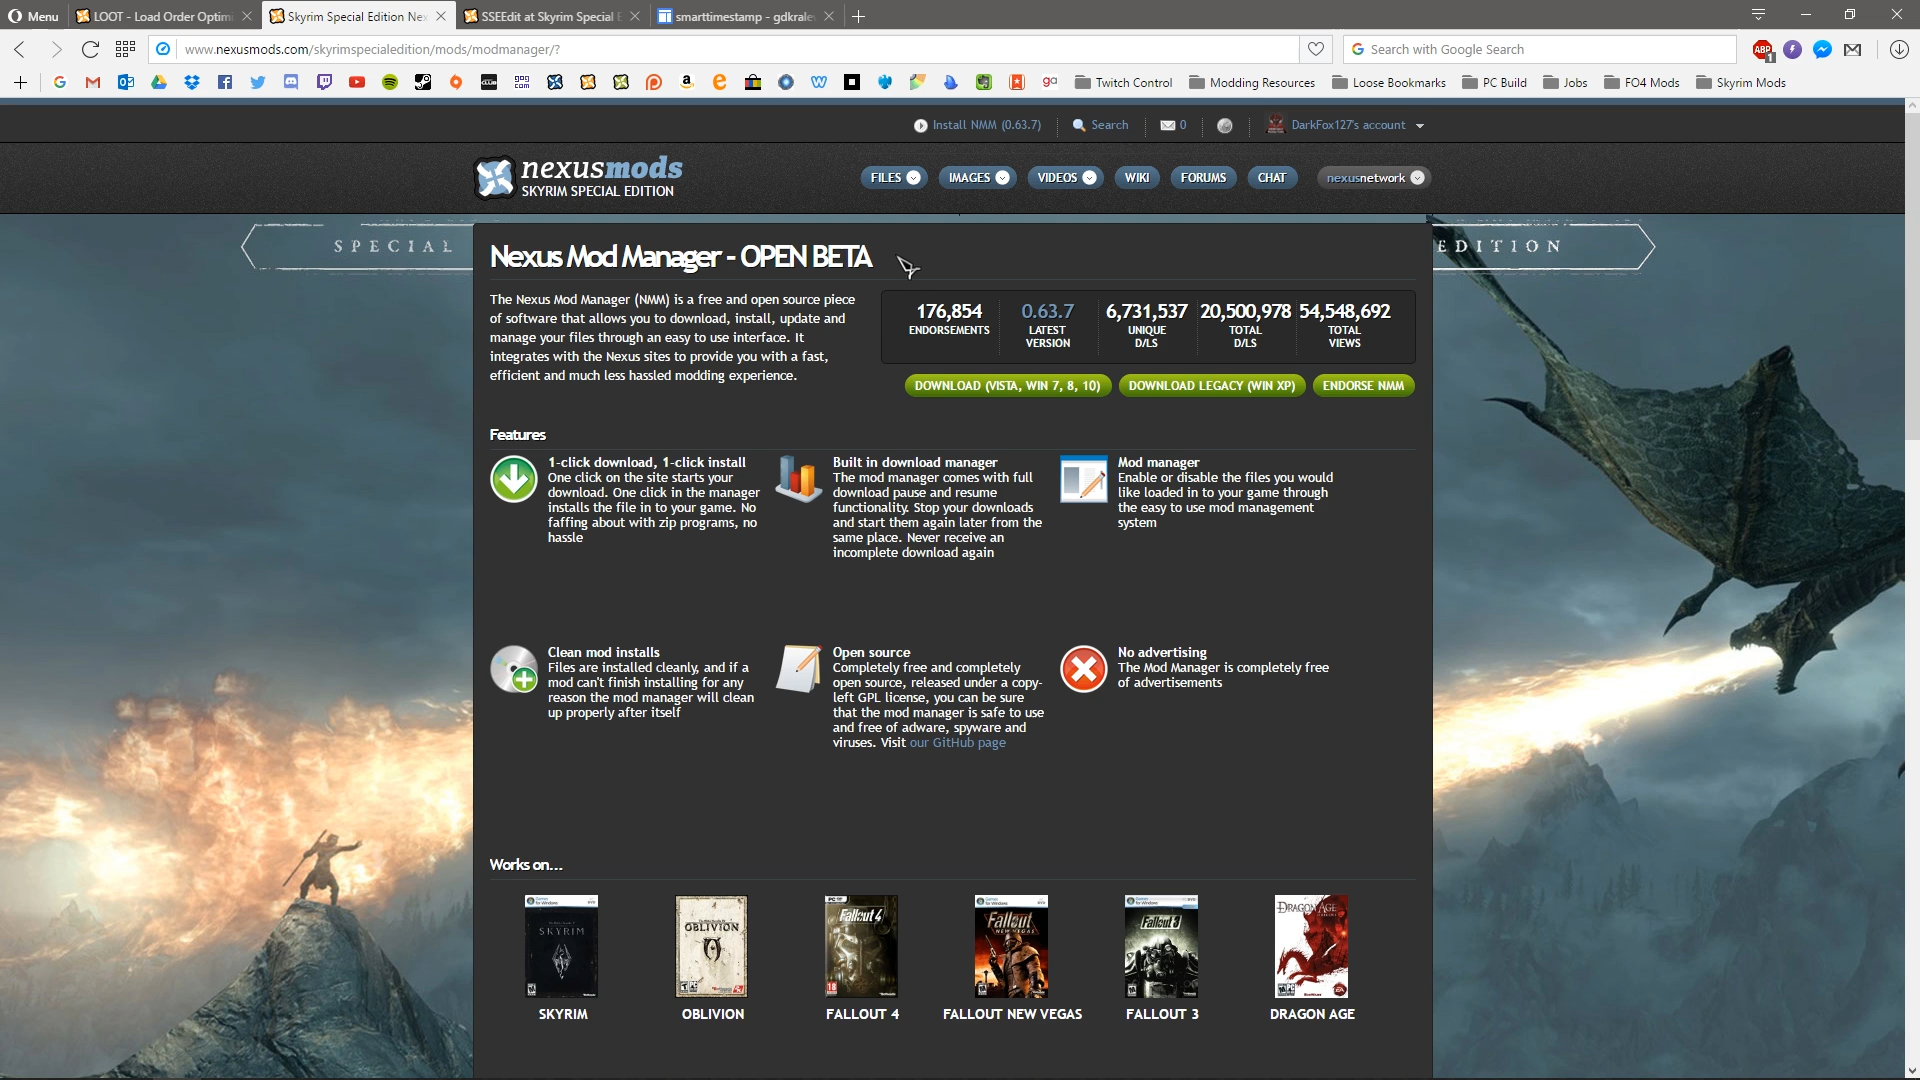 Menu
LOOT - Load Order Optimi
Skyrim Special Edition Nex
SSEEdit at Skyrim Special E
smarttimestamp - gdkrale
www.nexusmods.com/skyrimspecialedition/mods/modmanager/?
Search with Google Search
ABP
1
Twitch Control
Modding Resources
Loose Bookmarks
PC Build
Jobs
FO4 Mods
Skyrim Mods
Install NMM (0.63.7)
Search
0
DarkFox127's account
nexusmods
SKYRIM SPECIAL EDITION
FILES
IMAGES
VIDEOS
WIKI
FORUMS
CHAT
nexusnetwork
SPECIAL
EDITION
Nexus Mod Manager - OPEN BETA
The Nexus Mod Manager (NMM) is a free and open source piece
of software that allows you to download, install, update and
manage your files through an easy to use interface. It
integrates with the Nexus sites to provide you with a fast,
efficient and much less hassled modding experience.
176,854
ENDORSEMENTS
0.63.7
LATEST
VERSION
6,731,537
UNIQUE
D/LS
20,500,978
TOTAL
D/LS
54,548,692
TOTAL
VIEWS
DOWNLOAD (VISTA, WIN 7, 8, 10)
DOWNLOAD LEGACY (WIN XP)
ENDORSE NMM
Features
1-click download, 1-click install
One click on the site starts your
download. One click in the manager
installs the file in to your game. No
faffing about with zip programs, no
hassle
Built in download manager
The mod manager comes with full
download pause and resume
functionality. Stop your downloads
and start them again later from the
same place. Never receive an
incomplete download again
Mod manager
Enable or disable the files you would
like loaded in to your game through
the easy to use mod management
system
Clean mod installs
Files are installed cleanly, and if a
mod can't finish installing for any
reason the mod manager will clean
up properly after itself
Open source
Completely free and completely
open source, released under a copy-
left GPL license, you can be sure
that the mod manager is safe to use
and free of adware, spyware and
viruses. Visit our GitHub page
No advertising
The Mod Manager is completely free
of advertisements
Works on...
SKYRIM
OBLIVION
Fallout 4
Fallout
NEW VEGAS
Fallout 3
DRAGON AGE
SKYRIM
OBLIVION
FALLOUT 4
FALLOUT NEW VEGAS
FALLOUT 3
DRAGON AGE